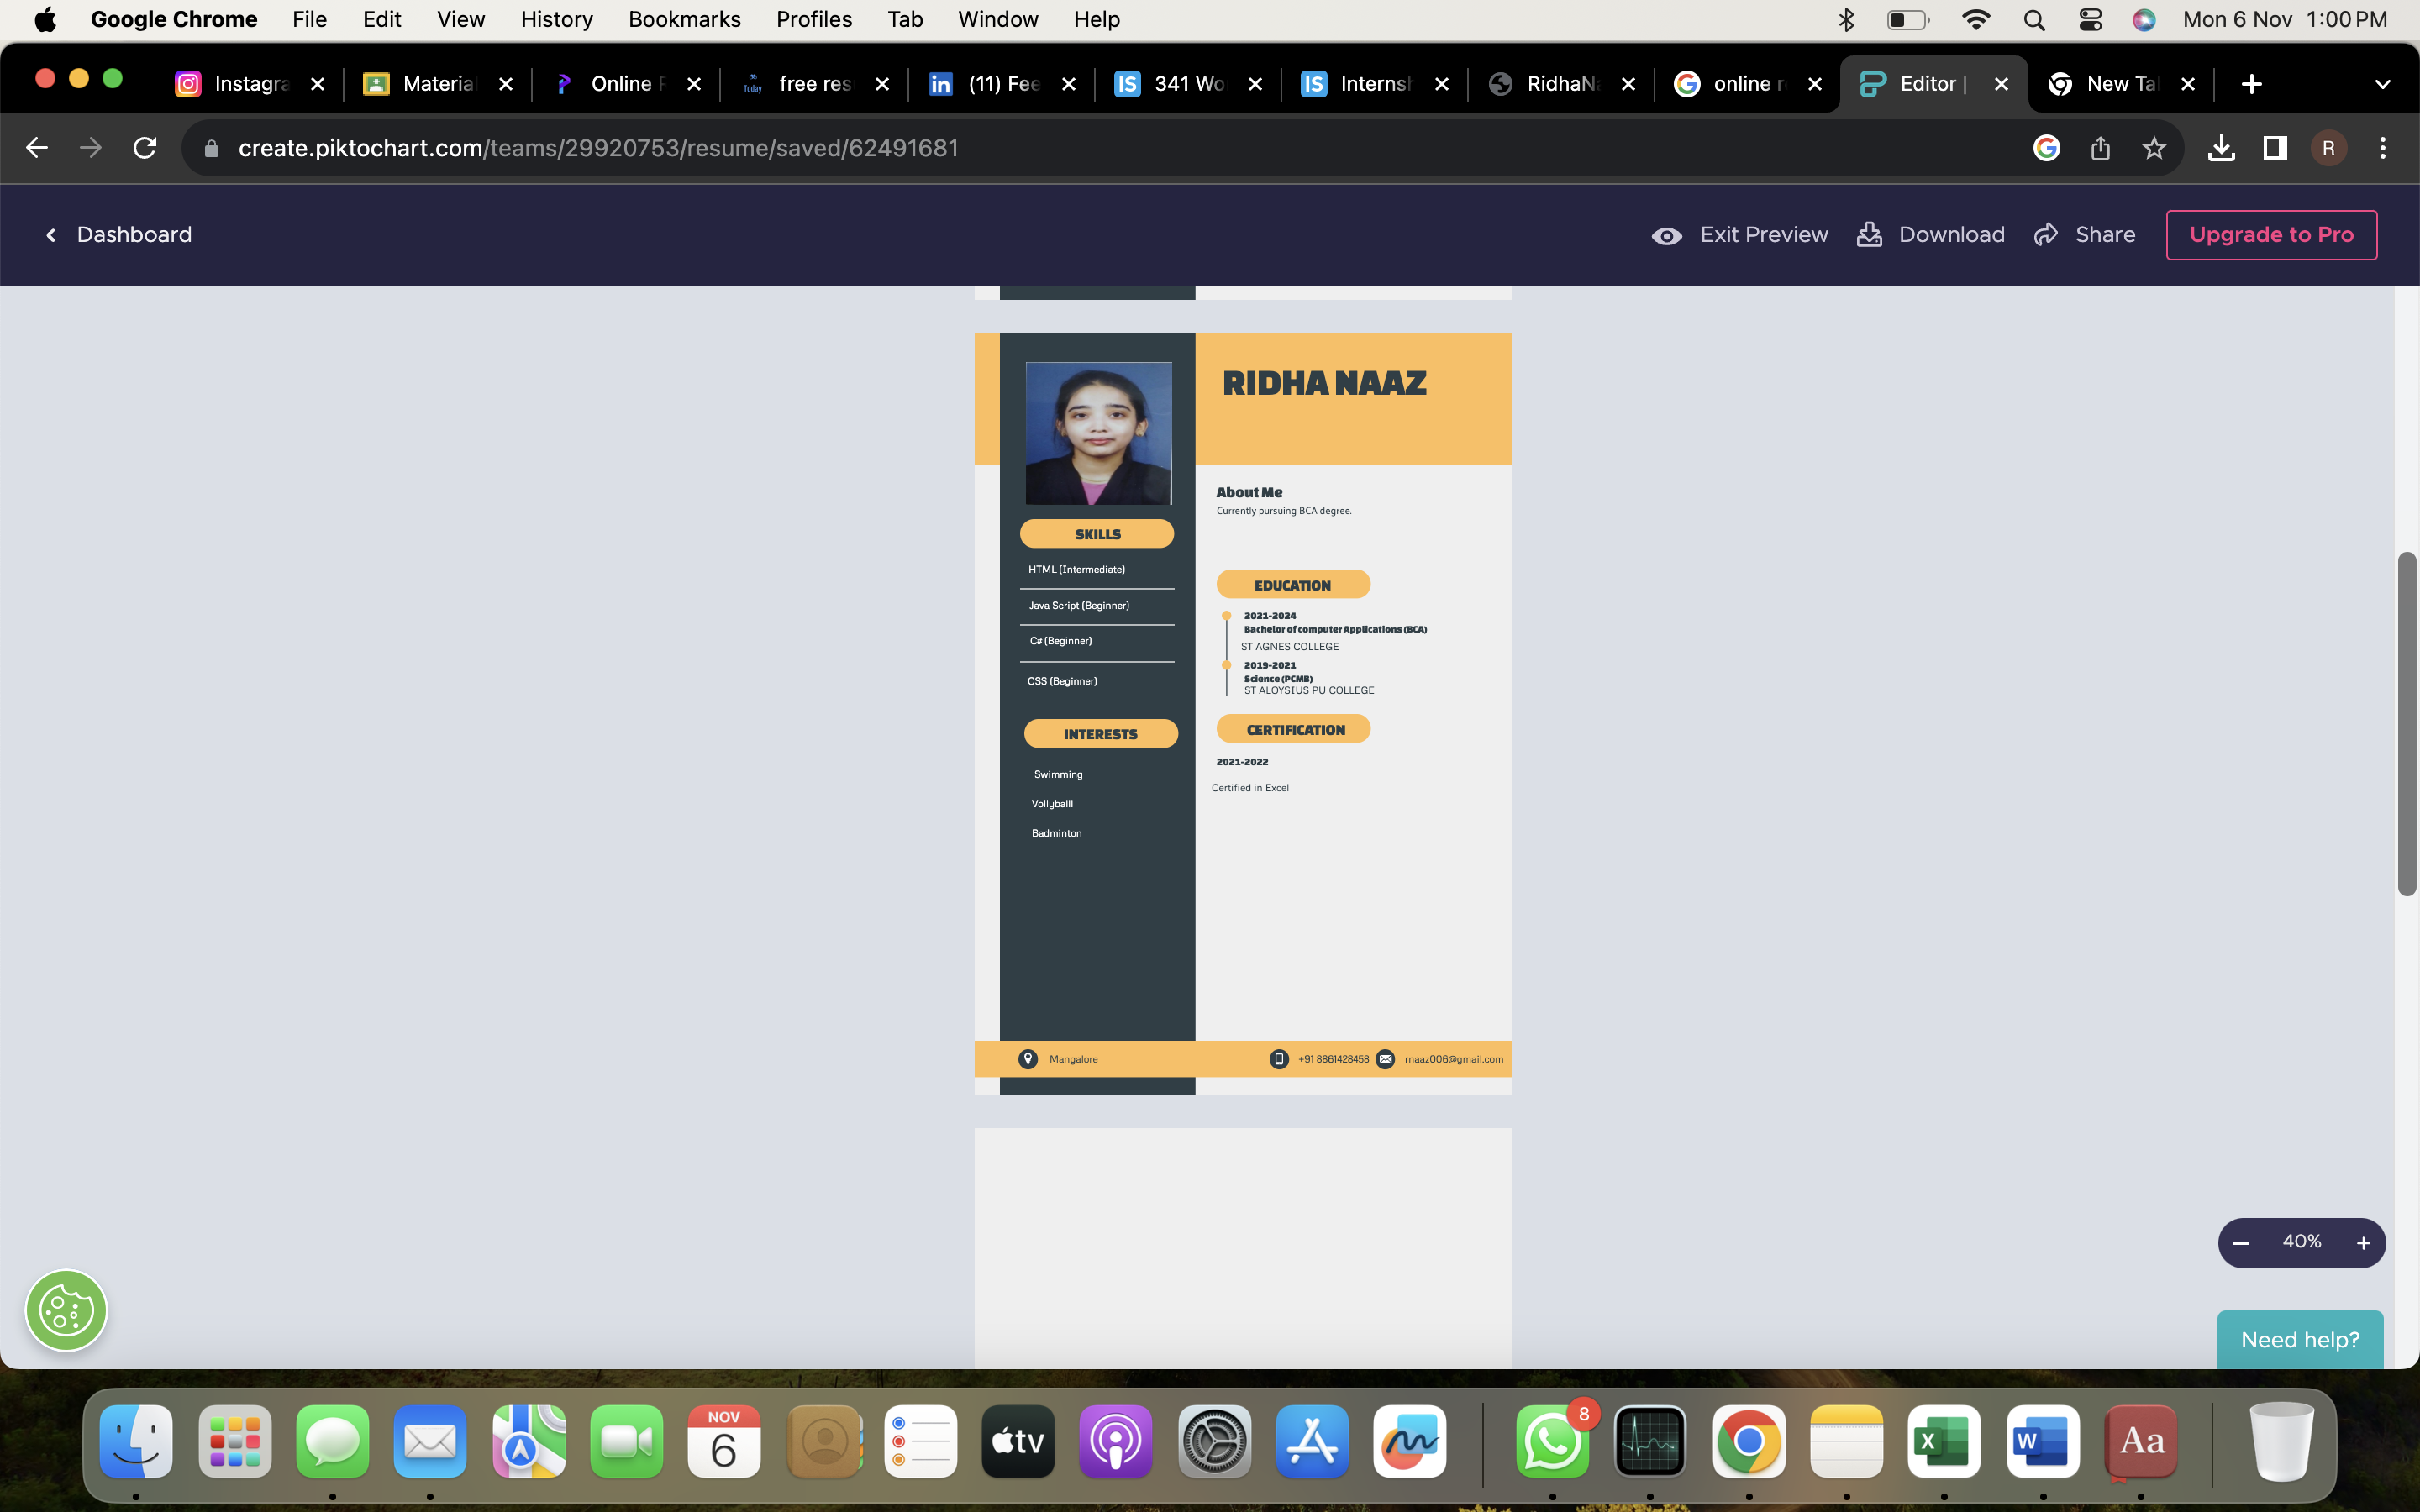 Google Chrome File Edit View History Bookmarks Profiles Tab Window Help Mon 6 Nov 1:00 PM
Instagra Material Online free res (11) Fee 341 Wo Internsh RidhaNa online Editor | New Ta
create.piktochart.com/teams/29920753/resume/saved/62491681 R
Dashboard Exit Preview Download Share Upgrade to Pro
RIDHA NAAZ
About Me
Currently pursuing BCA degree.
SKILLS
HTML (Intermediate)
Java Script (Beginner)
C# (Beginner)
CSS (Beginner)
INTERESTS
Swimming
Vollyballl
Badminton
EDUCATION
2021-2024
Bachelor of computer Applications (BCA)
ST AGNES COLLEGE
2019-2021
Science (PCMB)
ST ALOYSIUS PU COLLEGE
CERTIFICATION
2021-2022
Certified in Excel
Mangalore +91 8861428458 rnaaz006@gmail.com
40%
Need help?
NOV
6
tv
8
X
W
Aa